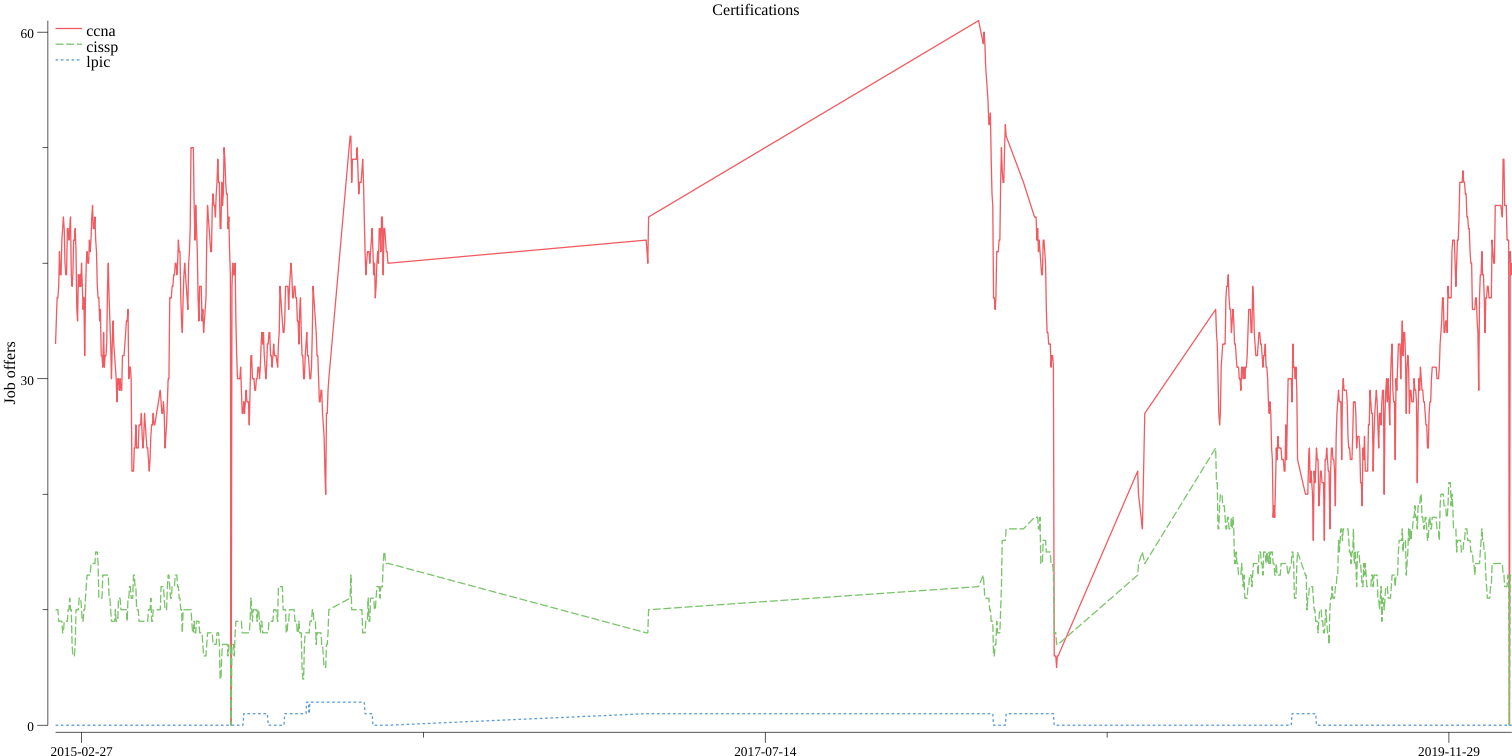 Certifications
60
ccna
cissp
lpic
Job offers
30
0
2015-02-27
2017-07-14
2019-11-29